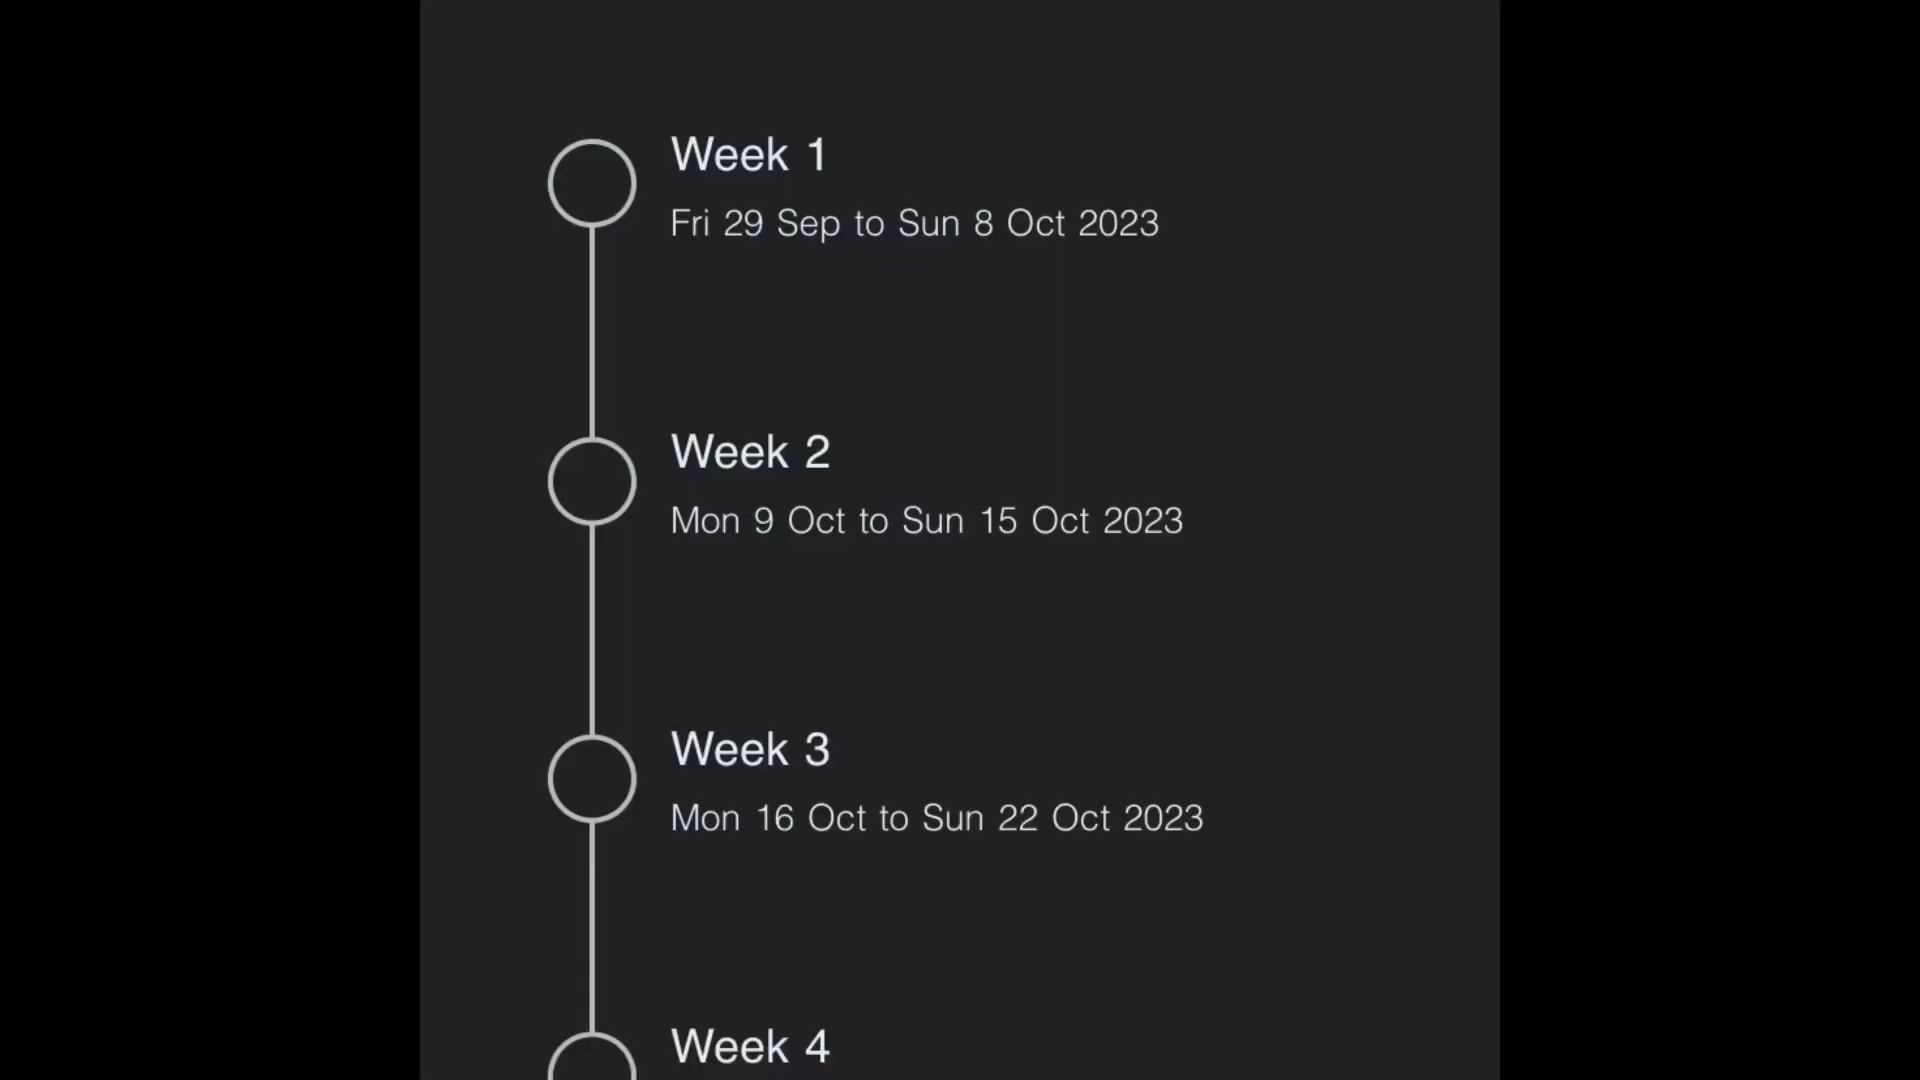 Week 1
Fri 29 Sep to Sun 8 Oct 2023
Week 2
Mon 9 Oct to Sun 15 Oct 2023
Week 3
Mon 16 Oct to Sun 22 Oct 2023
Week 4